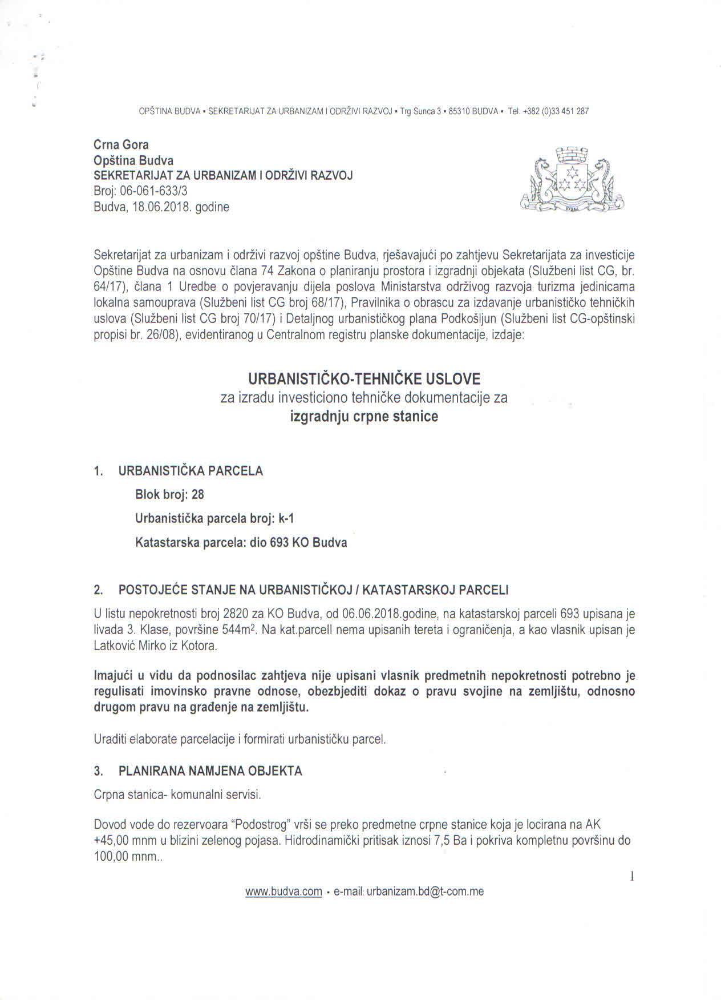 OPŠTINA BUDVA ▪ SEKRETARIJAT ZA URBANIZAM I ODRŽIVI RAZVOJ ▪ Trg Sunca 3 ▪ 85310 BUDVA ▪ Tel. +382 (0)33 451 287
Crna Gora
Opština Budva
SEKRETARIJAT ZA URBANIZAM I ODRŽIVI RAZVOJ
Broj: 06-061-633/3
Budva, 18.06.2018. godine
Sekretarijat za urbanizam i održivi razvoj opštine Budva, rješavajući po zahtjevu Sekretarijata za investicije
Opštine Budva na osnovu člana 74 Zakona o planiranju prostora i izgradnji objekata (Službeni list CG, br.
64/17), člana 1 Uredbe o povjeravanju dijela poslova Ministarstva održivog razvoja turizma jedinicama
lokalna samouprava (Službeni list CG broj 68/17), Pravilnika o obrascu za izdavanje urbanističko tehničkih
uslova (Službeni list CG broj 70/17) i Detaljnog urbanističkog plana Podkošljun (Službeni list CG-opštinski
propisi br. 26/08), evidentiranog u Centralnom registru planske dokumentacije, izdaje:
URBANISTIČKO-TEHNIČKE USLOVE
za izradu investiciono tehničke dokumentacije za
izgradnju crpne stanice
1. URBANISTIČKA PARCELA
Blok broj: 28
Urbanistička parcela broj: k-1
Katastarska parcela: dio 693 KO Budva
2. POSTOJEĆE STANJE NA URBANISTIČKOJ / KATASTARSKOJ PARCELI
U listu nepokretnosti broj 2820 za KO Budva, od 06.06.2018.godine, na katastarskoj parceli 693 upisana je
livada 3. Klase, površine 544m². Na kat.parcell nema upisanih tereta i ograničenja, a kao vlasnik upisan je
Latković Mirko iz Kotora.
Imajući u vidu da podnosilac zahtjeva nije upisani vlasnik predmetnih nepokretnosti potrebno je
regulisati imovinsko pravne odnose, obezbjediti dokaz o pravu svojine na zemljištu, odnosno
drugom pravu na građenje na zemljištu.
Uraditi elaborate parcelacije i formirati urbanističku parcel.
3. PLANIRANA NAMJENA OBJEKTA
Crpna stanica- komunalni servisi.
Dovod vode do rezervoara “Podostrog” vrši se preko predmetne crpne stanice koja je locirana na AK
+45,00 mnm u blizini zelenog pojasa. Hidrodinamički pritisak iznosi 7,5 Ba i pokriva kompletnu površinu do
100,00 mnm..
1
www.budva.com ▪ e-mail: urbanizam.bd@t-com.me